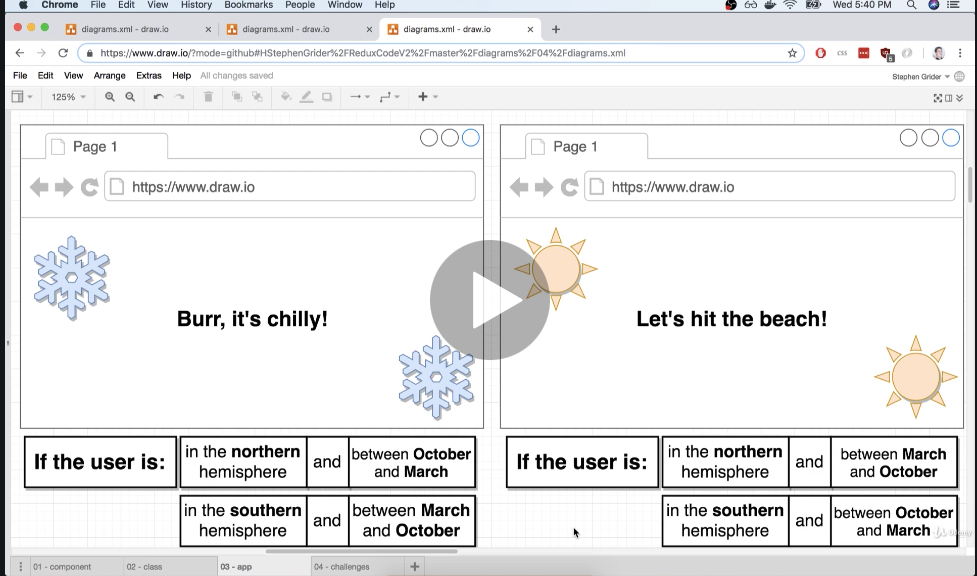 Chrome File Edit View History Bookmarks People Window Help Wed 5:40 PM
diagrams.xml - draw.io diagrams.xml - draw.io diagrams.xml - draw.io
https://www.draw.io/?mode=github#HStephenGrider%2FReduxCodeV2%2Fmaster%2Fdiagrams%2F04%2Fdiagrams.xml
File Edit View Arrange Extras Help All changes saved
Stephen Grider
125%
Page 1
https://www.draw.io
Burr, it's chilly!
If the user is:
in the northern
hemisphere
and
between October
and March
in the southern
hemisphere
and
between March
and October
Page 1
https://www.draw.io
Let's hit the beach!
If the user is:
in the northern
hemisphere
and
between March
and October
in the southern
hemisphere
and
between October
and March
Udemy
01 - component 02 - class 03 - app 04 - challenges